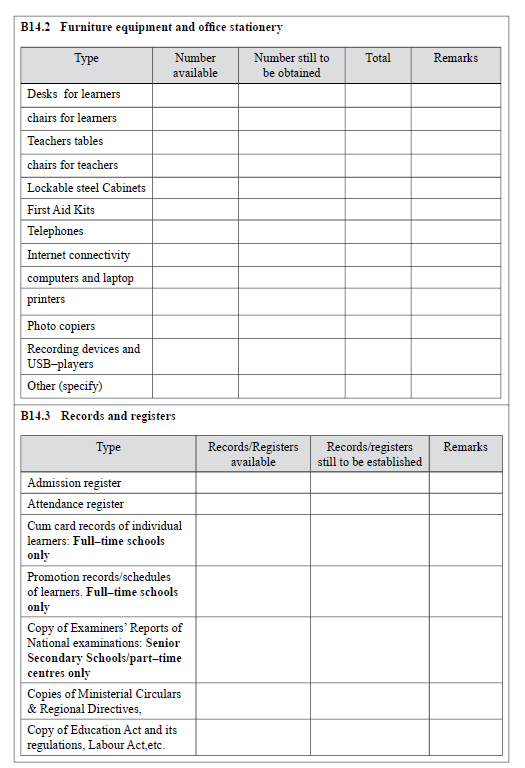 B14.2 Furniture equipment and office stationery
Type
Number
available
Number still to
be obtained
Total
Remarks
Desks for learners
chairs for learners
Teachers tables
chairs for teachers
Lockable steel Cabinets
First Aid Kits
Telephones
Internet connectivity
computers and laptop
printers
Photo copiers
Recording devices and
USB–players
Other (specify)
B14.3 Records and registers
Type
Records/Registers
available
Records/registers
still to be established
Remarks
Admission register
Attendance register
Cum card records of individual
learners: Full–time schools
only
Promotion records/schedules
of learners. Full–time schools
only
Copy of Examiners’ Reports of
National examinations: Senior
Secondary Schools/part–time
centres only
Copies of Ministerial Circulars
& Regional Directives,
Copy of Education Act and its
regulations, Labour Act,etc.